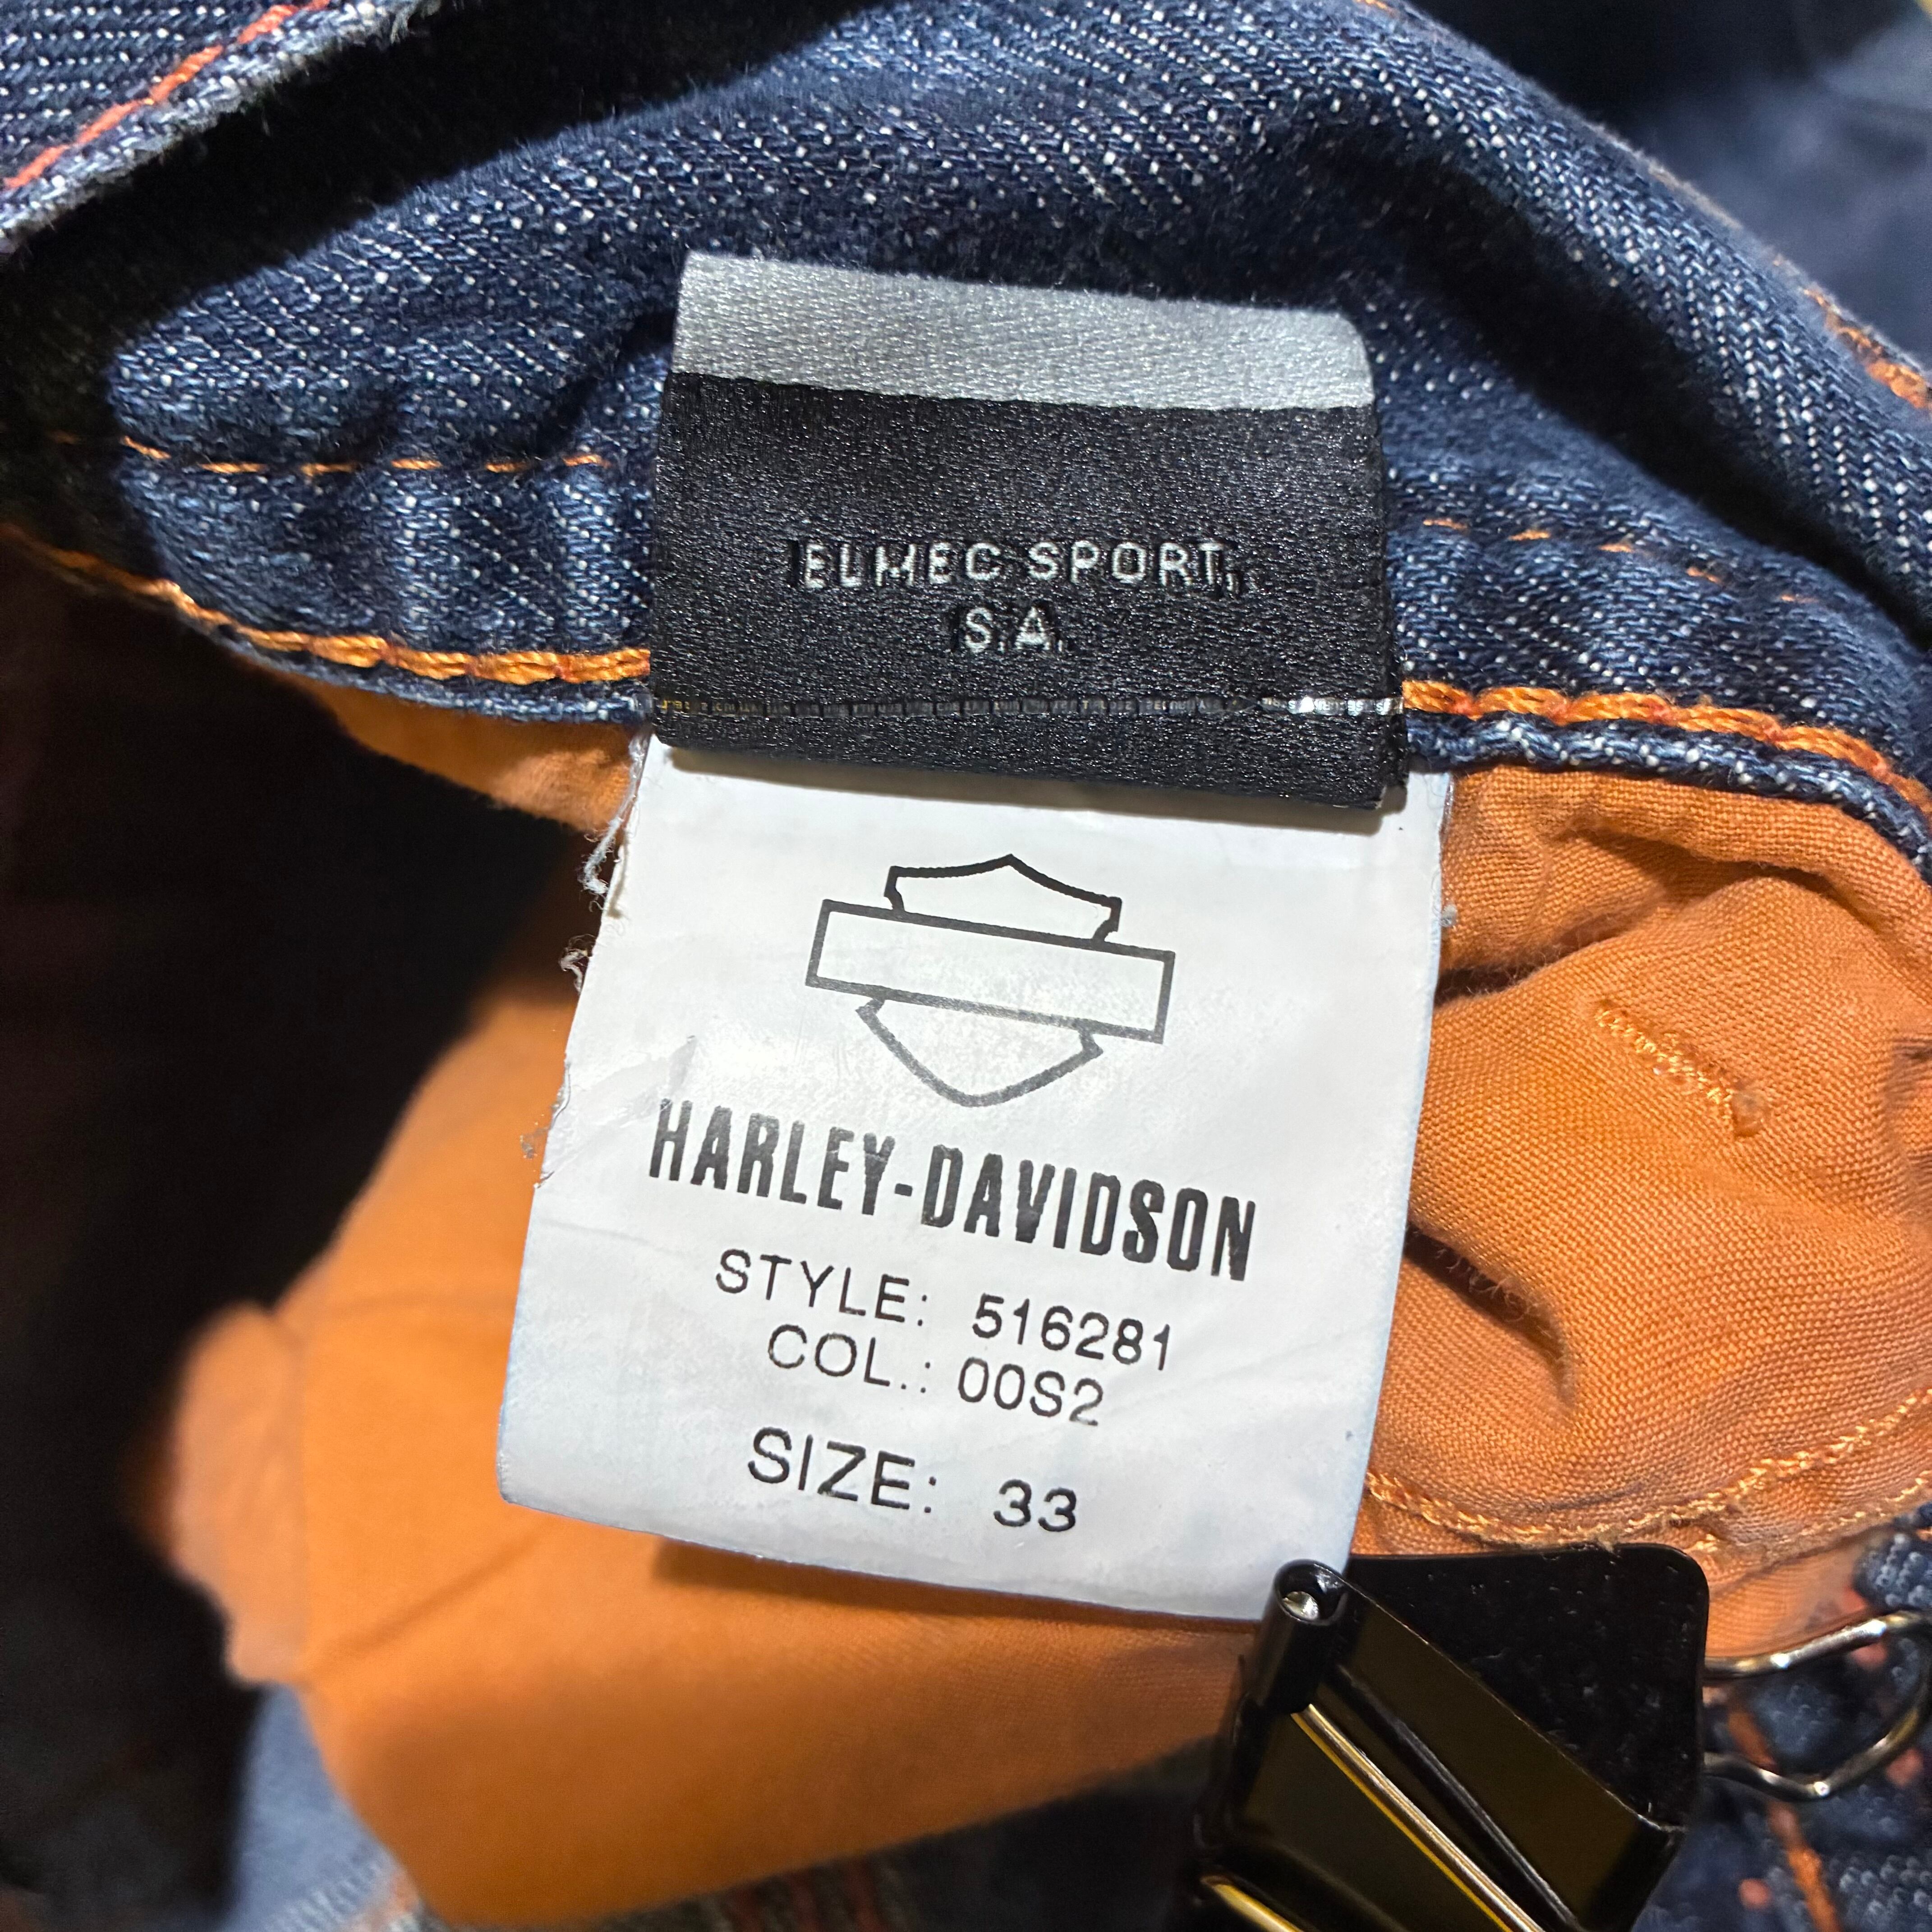 ELMEC SPORT,
S.A.
HARLEY-DAVIDSON
STYLE: 516281
COL.: 00S2
SIZE: 33